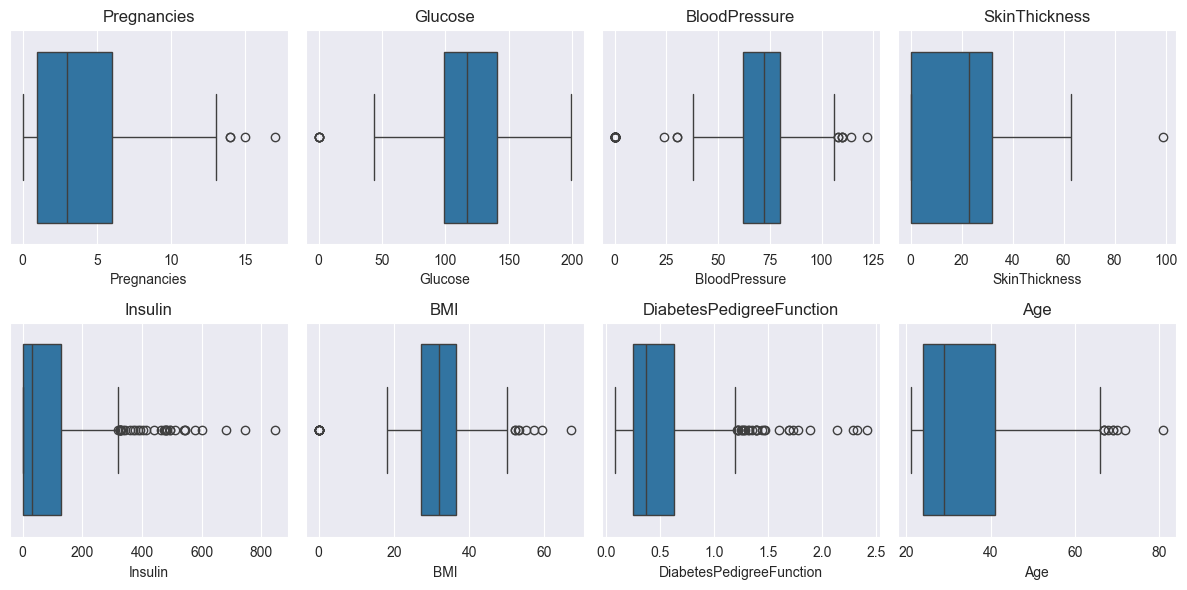 Pregnancies Glucose BloodPressure SkinThickness
0 5 10 15 0 50 100 150 200 0 25 50 75 100 125 0 20 40 60 80 100
Pregnancies Glucose BloodPressure SkinThickness
Insulin BMI DiabetesPedigreeFunction Age
0 200 400 600 800 0 20 40 60 0.0 0.5 1.0 1.5 2.0 2.5 20 40 60 80
Insulin BMI DiabetesPedigreeFunction Age